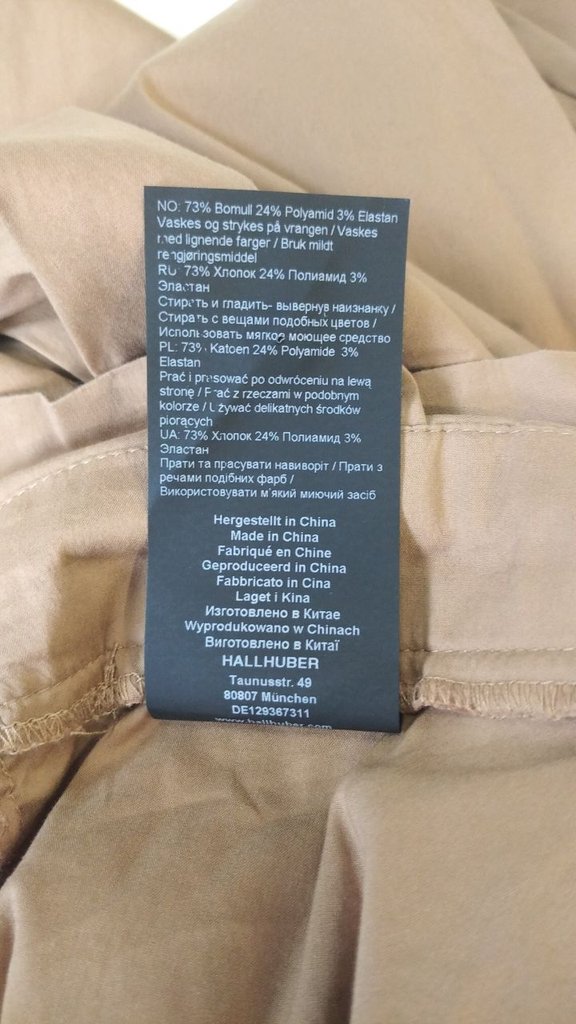 NO: 73% Bomull 24% Polyamid 3% Elastan
Vaskes og strykes på vrangen / Vaskes
med lignende farger / Bruk mildt
rengjøringsmiddel
RU: 73% Хлопок 24% Полиамид 3%
Эластан
Стирать и гладить- вывернув наизнанку /
Стирать с вещами подобных цветов /
Использовать мягкое моющее средство
PL: 73% Katoen 24% Polyamide 3%
Elastan
Prać i prasować po odwróceniu na lewą
stronę / Prać z rzeczami w podobnym
kolorze / Używać delikatnych środków
piorących
UA: 73% Хлопок 24% Полиамид 3%
Эластан
Прати та прасувати навиворіт / Прати з
речами подібних фарб /
Використовувати м'який миючий засіб
Hergestellt in China
Made in China
Fabriqué en Chine
Geproduceerd in China
Fabbricato in Cina
Laget i Kina
Изготовлено в Китае
Wyprodukowano w Chinach
Виготовлено в Китаї
HALLHUBER
Taunusstr. 49
80807 München
DE129367311
www.hallhuber.com